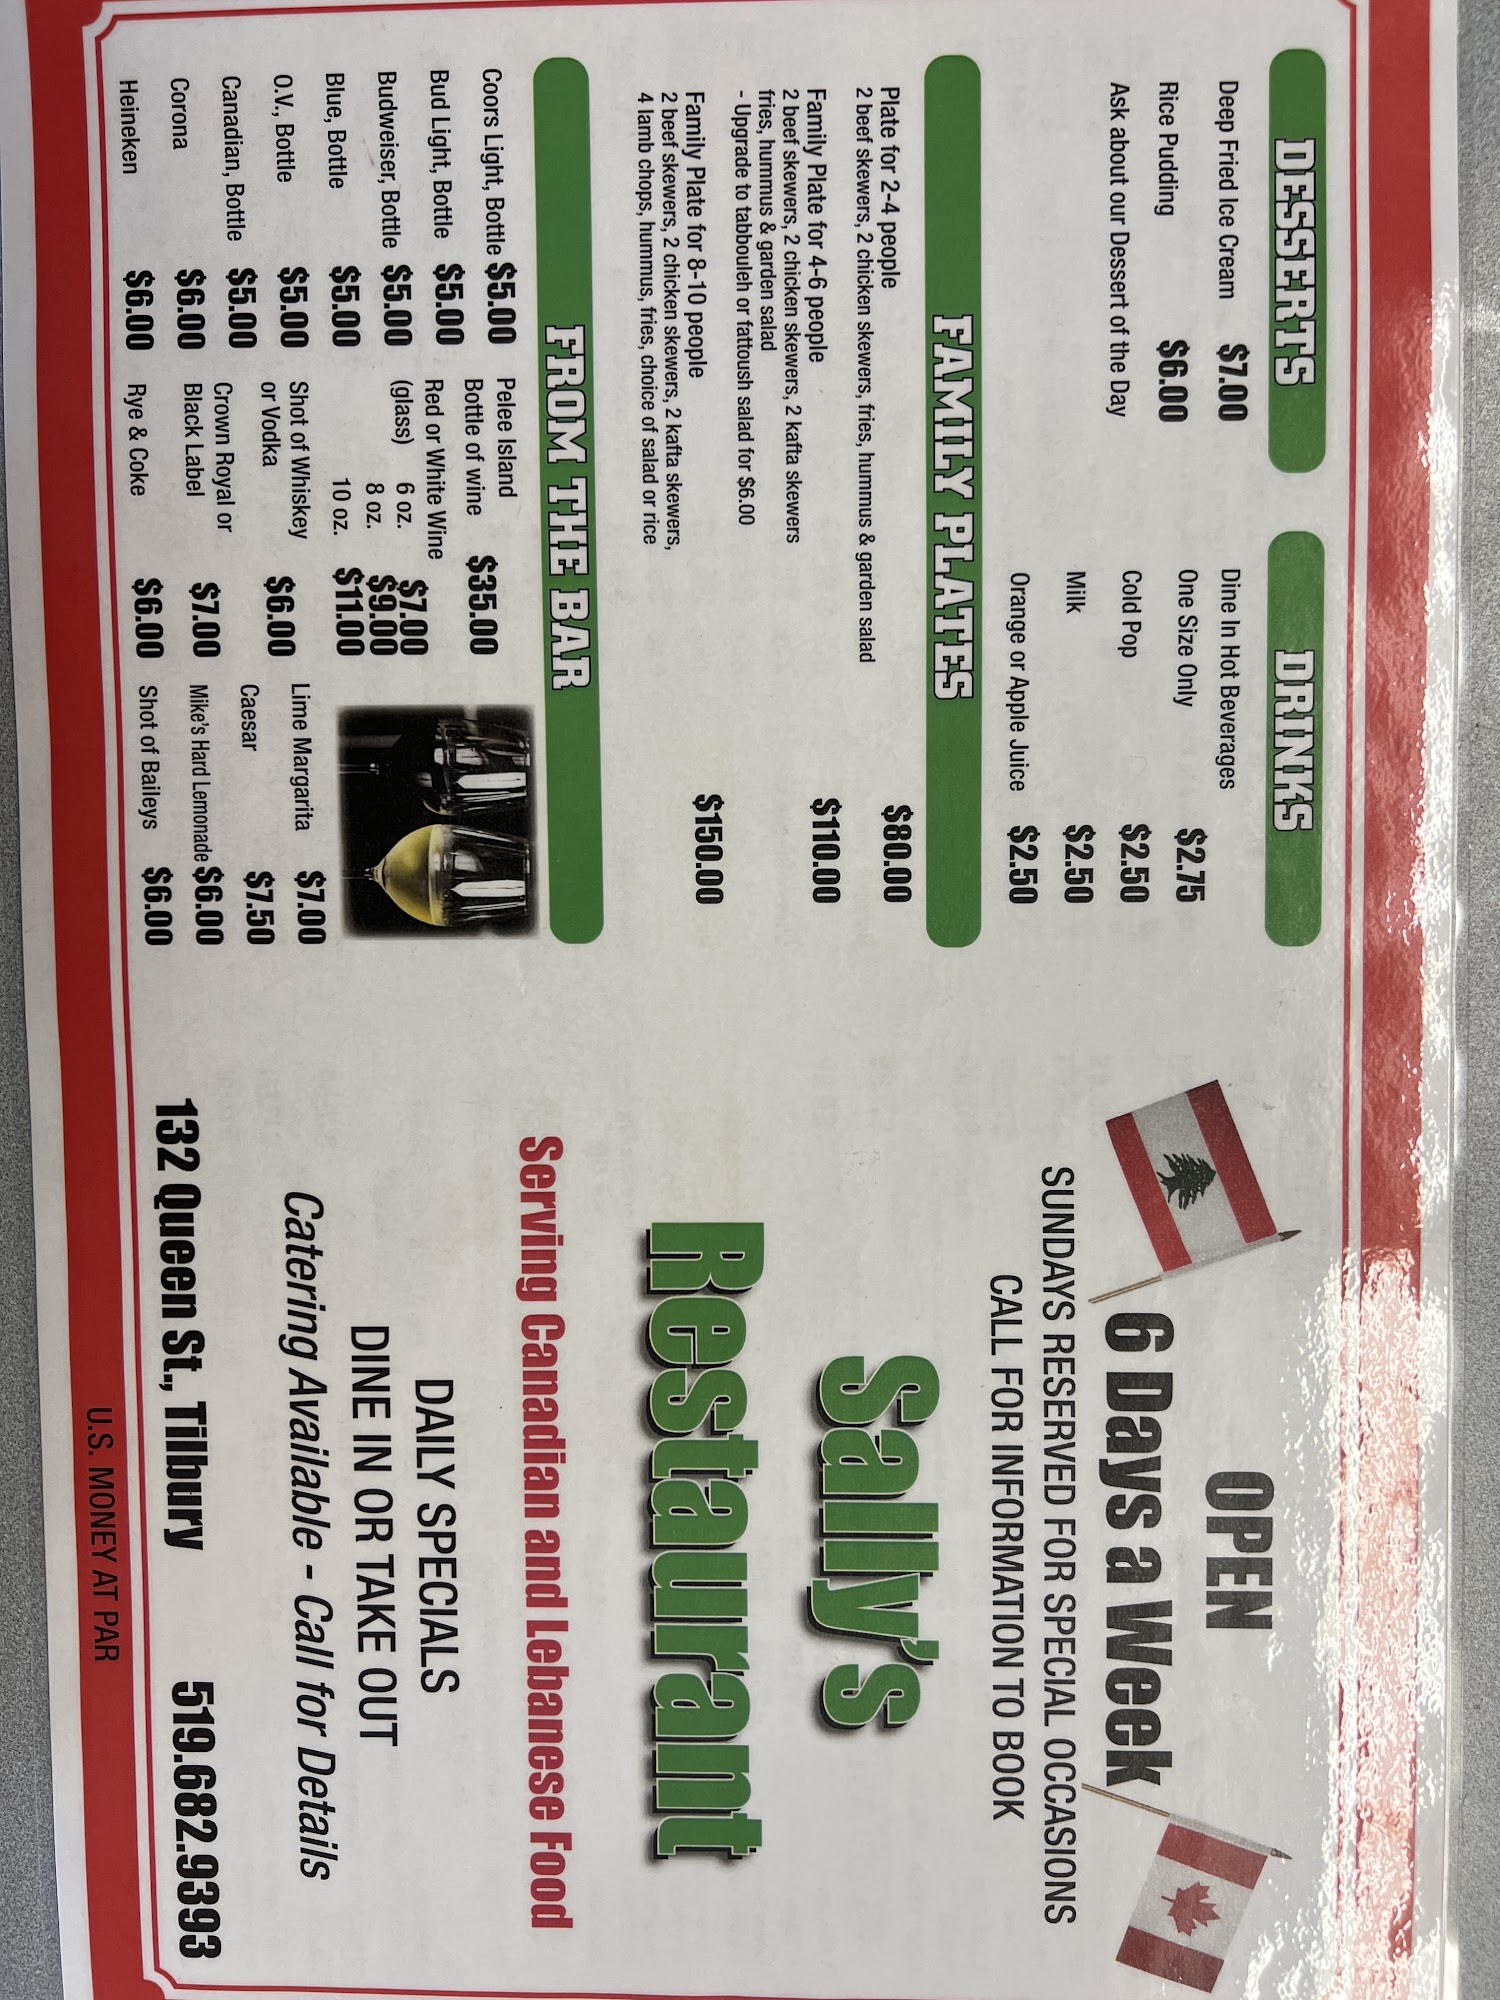 DESSERTS
Deep Fried Ice Cream $7.00
Rice Pudding $6.00
Ask about our Dessert of the Day
DRINKS
Dine In Hot Beverages
One Size Only $2.75
Cold Pop $2.50
Milk $2.50
Orange or Apple Juice $2.50
FAMILY PLATES
Plate for 2-4 people $80.00
2 beef skewers, 2 chicken skewers, fries, hummus & garden salad
Family Plate for 4-6 people $110.00
2 beef skewers, 2 chicken skewers, 2 kafta skewers
fries, hummus & garden salad
- Upgrade to tabbouleh or fattoush salad for $6.00
Family Plate for 8-10 people $150.00
2 beef skewers, 2 chicken skewers, 2 kafta skewers,
4 lamb chops, hummus, fries, choice of salad or rice
FROM THE BAR
Coors Light, Bottle $5.00
Bud Light, Bottle $5.00
Budweiser, Bottle $5.00
Blue, Bottle $5.00
O.V., Bottle $5.00
Canadian, Bottle $5.00
Corona $6.00
Heineken $6.00
Pelee Island
Bottle of wine $35.00
Red or White Wine
(glass) 6 oz. $7.00
8 oz. $9.00
10 oz. $11.00
Shot of Whiskey
or Vodka $6.00
Crown Royal or
Black Label $7.00
Rye & Coke $6.00
Lime Margarita $7.00
Caesar $7.50
Mike's Hard Lemonade $6.00
Shot of Baileys $6.00
OPEN
6 Days a Week
SUNDAYS RESERVED FOR SPECIAL OCCASIONS
CALL FOR INFORMATION TO BOOK
Sally's
Restaurant
Serving Canadian and Lebanese Food
DAILY SPECIALS
DINE IN OR TAKE OUT
Catering Available - Call for Details
132 Queen St., Tilbury 519.682.9393
U.S. MONEY AT PAR